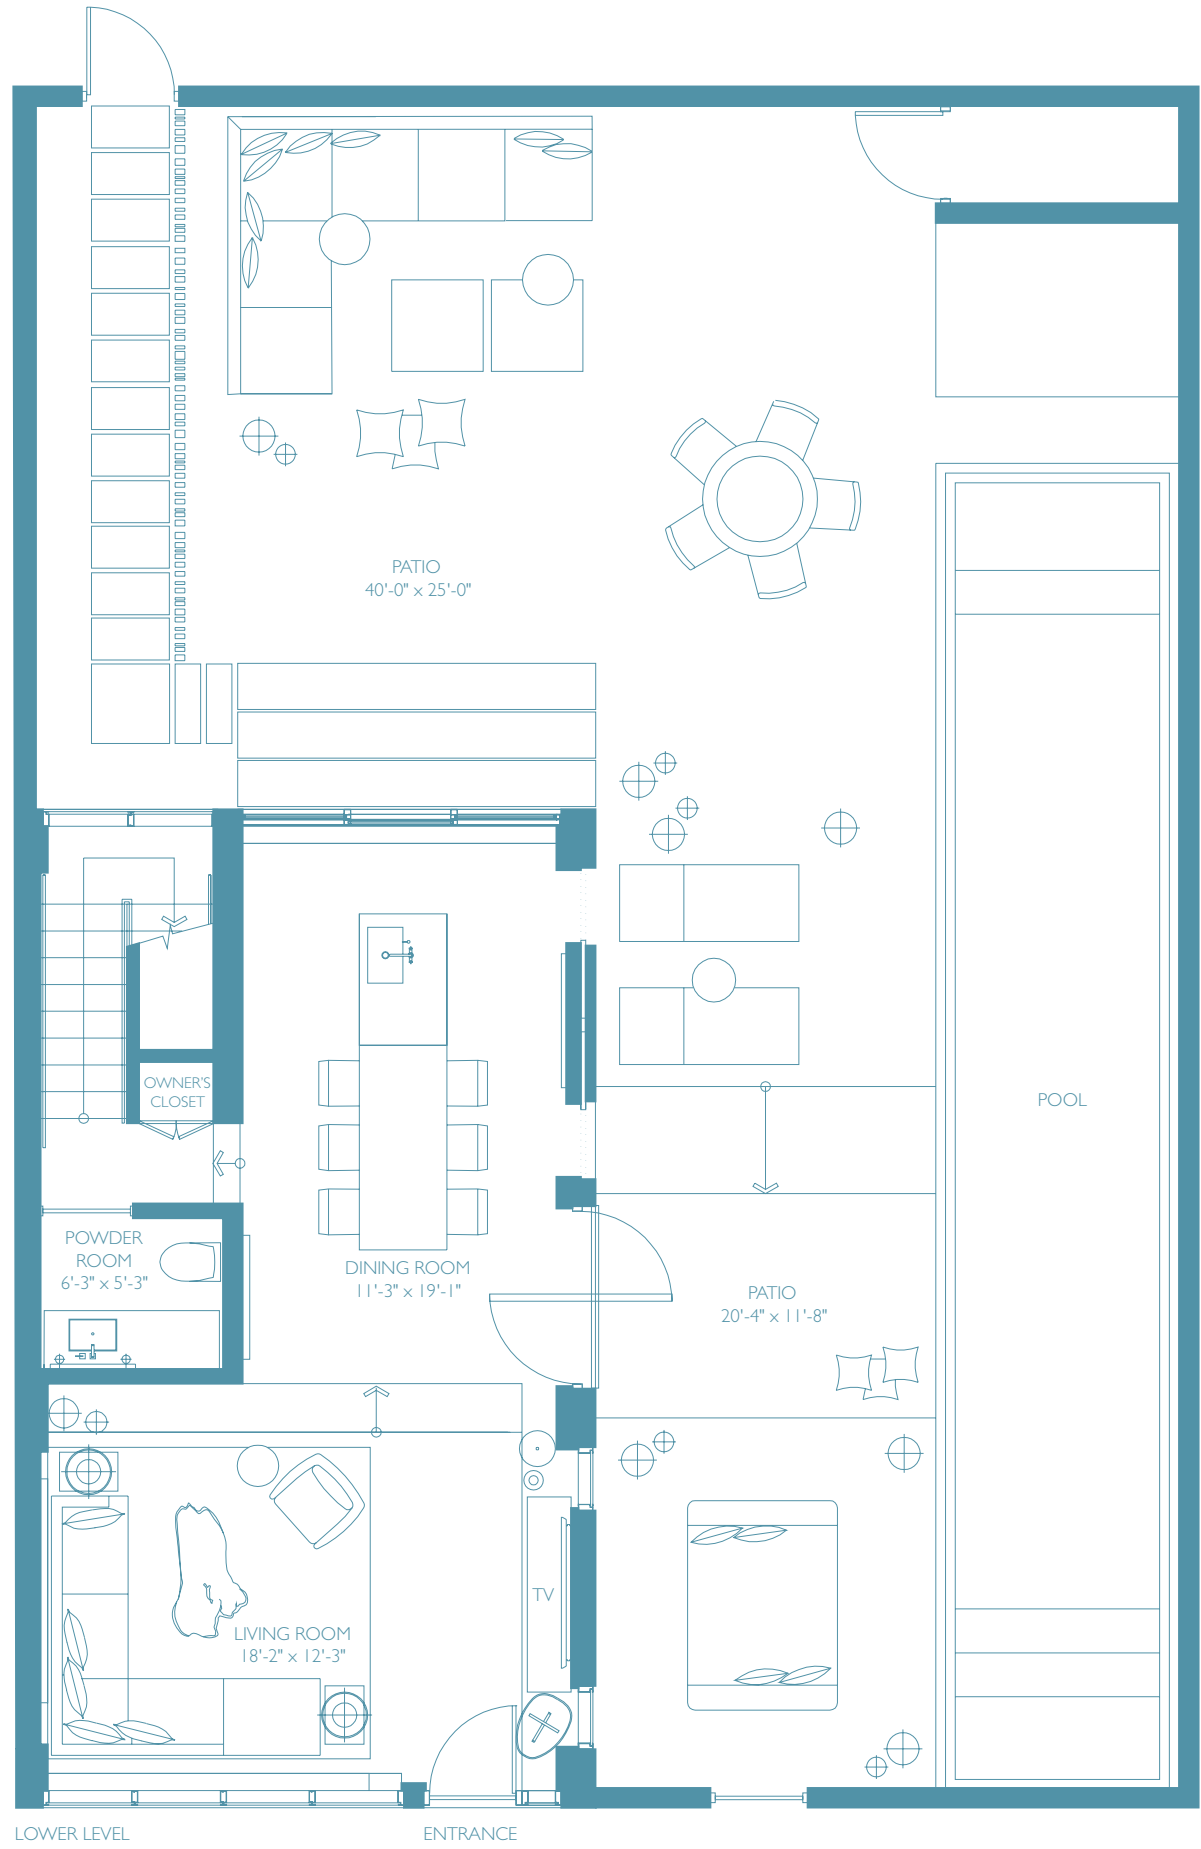 PATIO
40'-0" x 25'-0"
OWNER'S
CLOSET
POOL
POWDER
ROOM
6'-3" x 5'-3"
DINING ROOM
11'-3" x 19'-1"
PATIO
20'-4" x 11'-8"
TV
LIVING ROOM
18'-2" x 12'-3"
LOWER LEVEL
ENTRANCE